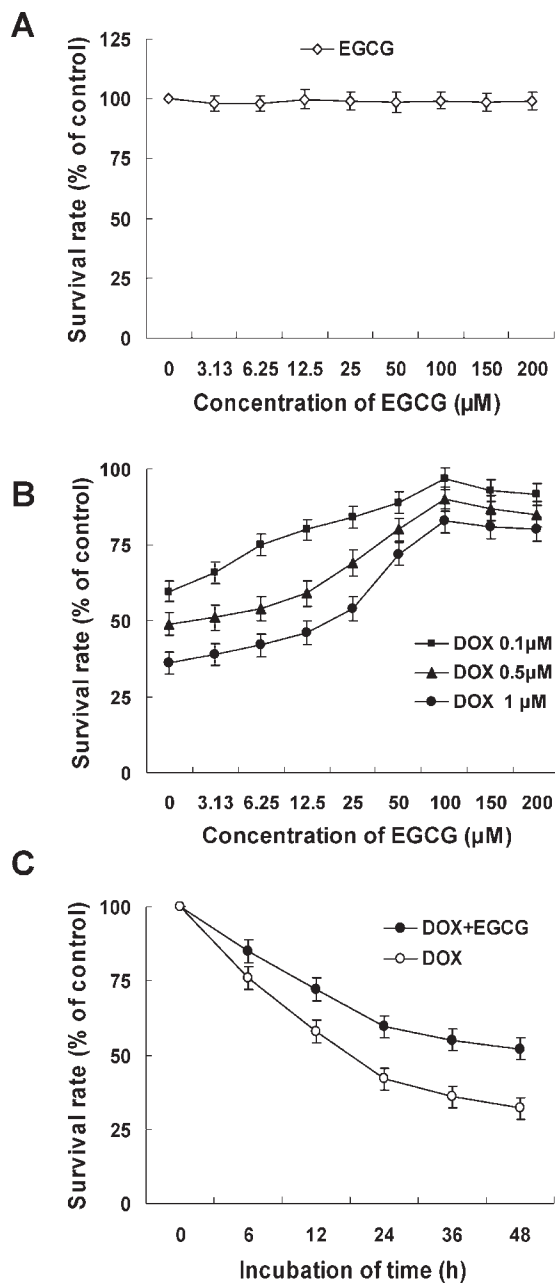 A
Survival rate (% of control)
125
100
75
50
25
0
EGCG
0 3.13 6.25 12.5 25 50 100 150 200
Concentration of EGCG (µM)
B
Survival rate (% of control)
100
75
50
25
0
DOX 0.1µM
DOX 0.5µM
DOX 1 µM
0 3.13 6.25 12.5 25 50 100 150 200
Concentration of EGCG (µM)
C
Survival rate (% of control)
100
75
50
25
0
DOX+EGCG
DOX
0 6 12 24 36 48
Incubation of time (h)